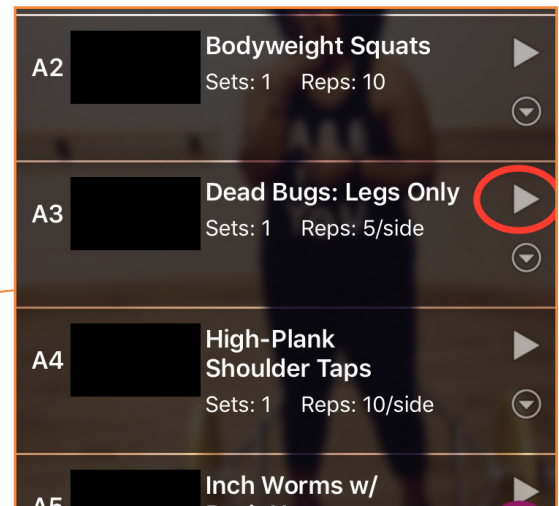 A2
Bodyweight Squats
Sets: 1 Reps: 10
A3
Dead Bugs: Legs Only
Sets: 1 Reps: 5/side
A4
High-Plank
Shoulder Taps
Sets: 1 Reps: 10/side
A5
Inch Worms w/